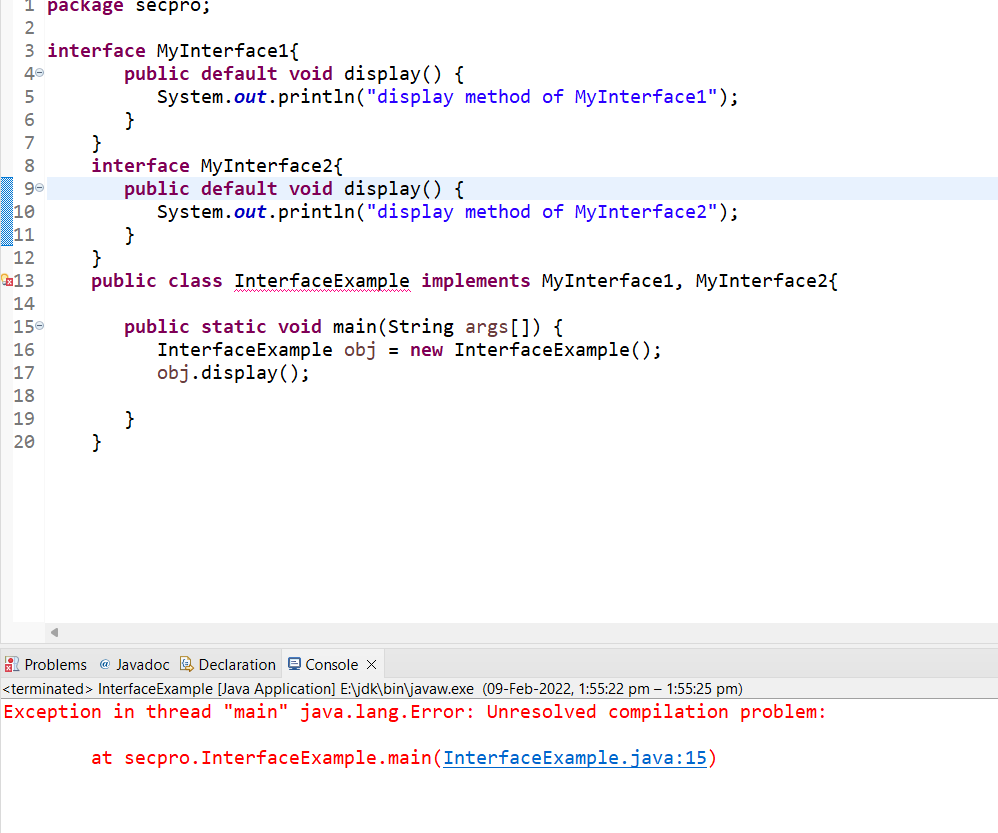 1 package secpro;
2
3 interface MyInterface1{
4 public default void display() {
5 System.out.println("display method of MyInterface1");
6 }
7 }
8 interface MyInterface2{
9 public default void display() {
10 System.out.println("display method of MyInterface2");
11 }
12 }
13 public class InterfaceExample implements MyInterface1, MyInterface2{
14
15 public static void main(String args[]) {
16 InterfaceExample obj = new InterfaceExample();
17 obj.display();
18
19 }
20 }
Problems @ Javadoc Declaration Console
<terminated> InterfaceExample [Java Application] E:\jdk\bin\javaw.exe (09-Feb-2022, 1:55:22 pm – 1:55:25 pm)
Exception in thread "main" java.lang.Error: Unresolved compilation problem:
at secpro.InterfaceExample.main(InterfaceExample.java:15)